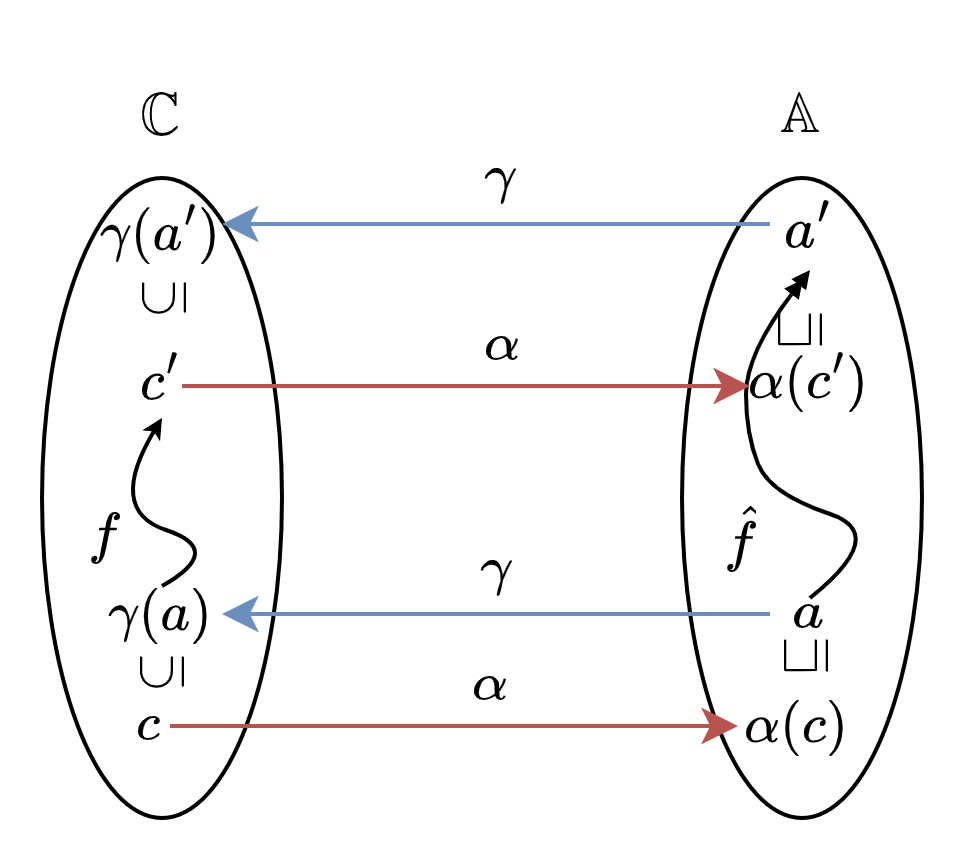 ℂ 𝔸
γ
γ(a′) a′
∪| ⊔|
α
c′ α(c′)
f f̂
γ
γ(a) a
∪| ⊔|
α
c α(c)